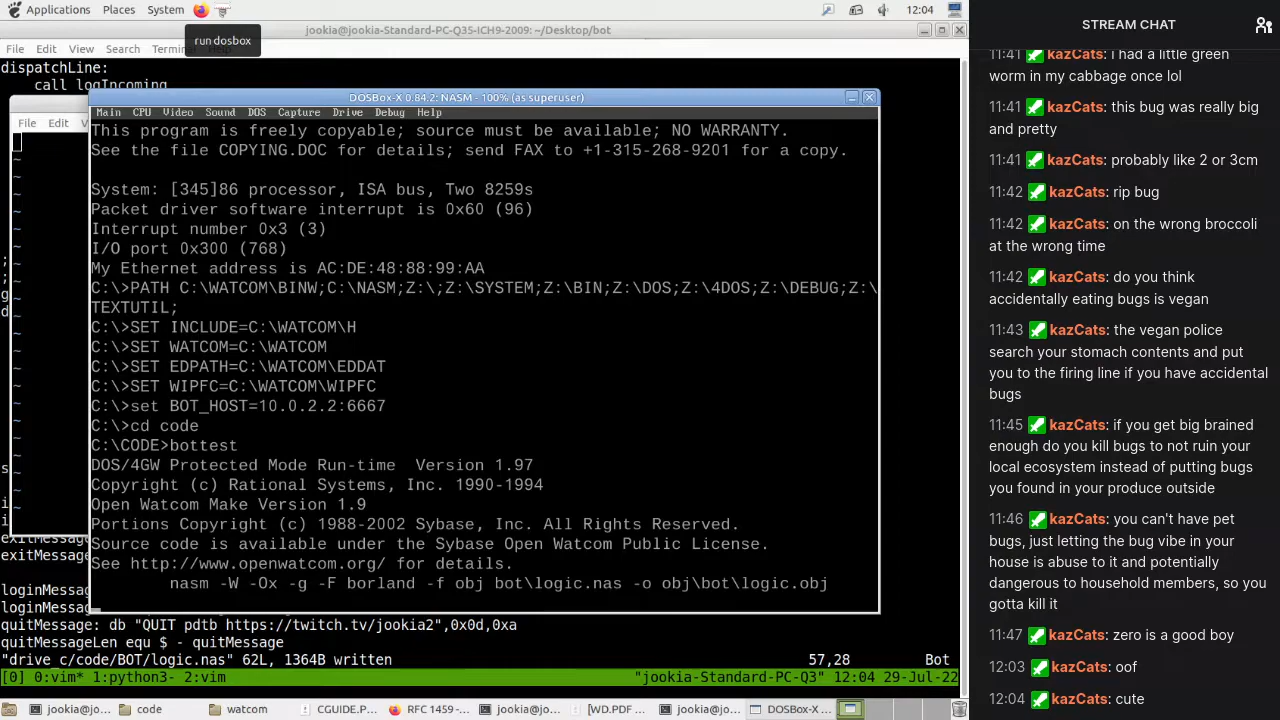 Applications Places System 12:04
run dosbox
jookia@jookia-Standard-PC-Q35-ICH9-2009: ~/Desktop/bot
File Edit View Search Terminal Help
dispatchLine:
call logIncoming
File Edit V
DOSBox-X 0.84.2: NASM - 100% (as superuser)
Main CPU Video Sound DOS Capture Drive Debug Help
This program is freely copyable; source must be available; NO WARRANTY.
See the file COPYING.DOC for details; send FAX to +1-315-268-9201 for a copy.
System: [345]86 processor, ISA bus, Two 8259s
Packet driver software interrupt is 0x60 (96)
Interrupt number 0x3 (3)
I/O port 0x300 (768)
My Ethernet address is AC:DE:48:88:99:AA
C:\>PATH C:\WATCOM\BINW;C:\NASM;Z:\;Z:\SYSTEM;Z:\BIN;Z:\DOS;Z:\4DOS;Z:\DEBUG;Z:\
TEXTUTIL;
C:\>SET INCLUDE=C:\WATCOM\H
C:\>SET WATCOM=C:\WATCOM
C:\>SET EDPATH=C:\WATCOM\EDDAT
C:\>SET WIPFC=C:\WATCOM\WIPFC
C:\>set BOT_HOST=10.0.2.2:6667
C:\>cd code
C:\CODE>bottest
DOS/4GW Protected Mode Run-time  Version 1.97
Copyright (c) Rational Systems, Inc. 1990-1994
Open Watcom Make Version 1.9
Portions Copyright (c) 1988-2002 Sybase, Inc. All Rights Reserved.
Source code is available under the Sybase Open Watcom Public License.
See http://www.openwatcom.org/ for details.
nasm -W -Ox -g -F borland -f obj bot\logic.nas -o obj\bot\logic.obj
exitMessage
exitMessage
loginMessag
loginMessag
quitMessage: db "QUIT pdtb https://twitch.tv/jookia2",0x0d,0xa
quitMessageLen equ $ - quitMessage
"drive_c/code/BOT/logic.nas" 62L, 1364B written 57,28 Bot
[0] 0:vim* 1:python3- 2:vim "jookia-Standard-PC-Q3" 12:04 29-Jul-22
jookia@jo... code watcom CGUIDE.P... RFC 1459 -... jookia@jo... [WD.PDF ... jookia@jo... DOSBox-X ...
STREAM CHAT
11:41 kazCats: i had a little green
worm in my cabbage once lol
11:41 kazCats: this bug was really big
and pretty
11:41 kazCats: probably like 2 or 3cm
11:42 kazCats: rip bug
11:42 kazCats: on the wrong broccoli
at the wrong time
11:42 kazCats: do you think
accidentally eating bugs is vegan
11:43 kazCats: the vegan police
search your stomach contents and put
you to the firing line if you have accidental
bugs
11:45 kazCats: if you get big brained
enough do you kill bugs to not ruin your
local ecosystem instead of putting bugs
you found in your produce outside
11:46 kazCats: you can't have pet
bugs, just letting the bug vibe in your
house is abuse to it and potentially
dangerous to household members, so you
gotta kill it
11:47 kazCats: zero is a good boy
12:03 kazCats: oof
12:04 kazCats: cute